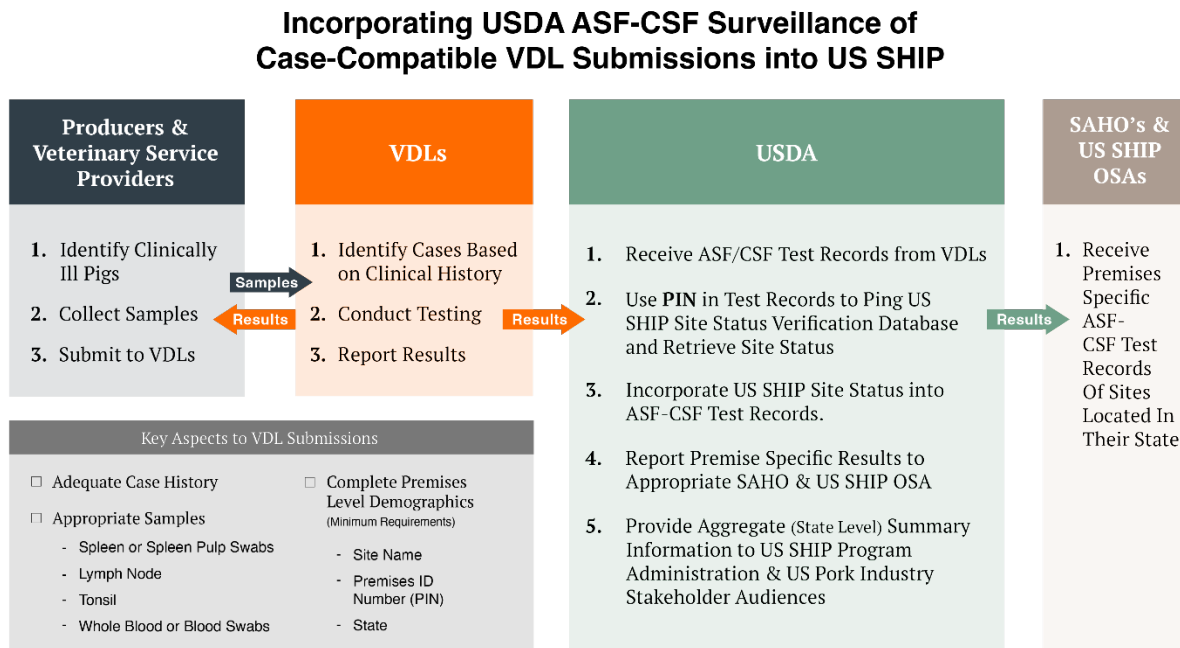 Incorporating USDA ASF-CSF Surveillance of
Case-Compatible VDL Submissions into US SHIP
Producers &
Veterinary Service
Providers
1. Identify Clinically
Ill Pigs
2. Collect Samples
3. Submit to VDLs
Samples
Results
VDLs
1. Identify Cases Based
on Clinical History
2. Conduct Testing
3. Report Results
Results
USDA
1. Receive ASF/CSF Test Records from VDLs
2. Use PIN in Test Records to Ping US
SHIP Site Status Verification Database
and Retrieve Site Status
3. Incorporate US SHIP Site Status into
ASF-CSF Test Records.
4. Report Premise Specific Results to
Appropriate SAHO & US SHIP OSA
5. Provide Aggregate (State Level) Summary
Information to US SHIP Program
Administration & US Pork Industry
Stakeholder Audiences
Results
SAHO's &
US SHIP
OSAs
1. Receive
Premises
Specific
ASF-
CSF Test
Records
Of Sites
Located In
Their State
Key Aspects to VDL Submissions
☐ Adequate Case History
☐ Appropriate Samples
- Spleen or Spleen Pulp Swabs
- Lymph Node
- Tonsil
- Whole Blood or Blood Swabs
☐ Complete Premises
Level Demographics
(Minimum Requirements)
- Site Name
- Premises ID
Number (PIN)
- State